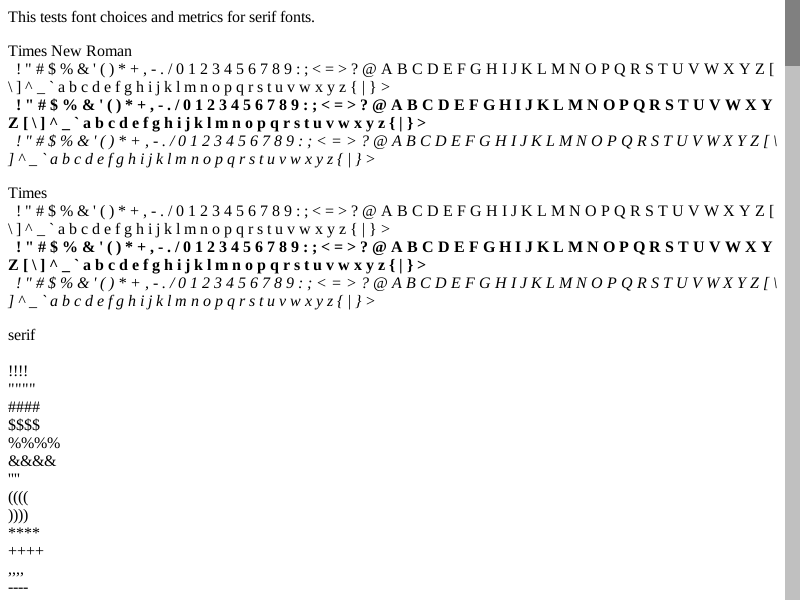 This tests font choices and metrics for serif fonts.
Times New Roman
! " # $ % & ' ( ) * + , - . / 0 1 2 3 4 5 6 7 8 9 : ; < = > ? @ A B C D E F G H I J K L M N O P Q R S T U V W X Y Z [
\ ] ^ _ ` a b c d e f g h i j k l m n o p q r s t u v w x y z { | } >
! " # $ % & ' ( ) * + , - . / 0 1 2 3 4 5 6 7 8 9 : ; < = > ? @ A B C D E F G H I J K L M N O P Q R S T U V W X Y
Z [ \ ] ^ _ ` a b c d e f g h i j k l m n o p q r s t u v w x y z { | } >
! " # $ % & ' ( ) * + , - . / 0 1 2 3 4 5 6 7 8 9 : ; < = > ? @ A B C D E F G H I J K L M N O P Q R S T U V W X Y Z [ \
] ^ _ ` a b c d e f g h i j k l m n o p q r s t u v w x y z { | } >
Times
! " # $ % & ' ( ) * + , - . / 0 1 2 3 4 5 6 7 8 9 : ; < = > ? @ A B C D E F G H I J K L M N O P Q R S T U V W X Y Z [
\ ] ^ _ ` a b c d e f g h i j k l m n o p q r s t u v w x y z { | } >
! " # $ % & ' ( ) * + , - . / 0 1 2 3 4 5 6 7 8 9 : ; < = > ? @ A B C D E F G H I J K L M N O P Q R S T U V W X Y
Z [ \ ] ^ _ ` a b c d e f g h i j k l m n o p q r s t u v w x y z { | } >
! " # $ % & ' ( ) * + , - . / 0 1 2 3 4 5 6 7 8 9 : ; < = > ? @ A B C D E F G H I J K L M N O P Q R S T U V W X Y Z [ \
] ^ _ ` a b c d e f g h i j k l m n o p q r s t u v w x y z { | } >
serif
!!!!
""""
####
$$$$
%%%%
&&&&
''''
((((
))))
****
++++
,,,,
----